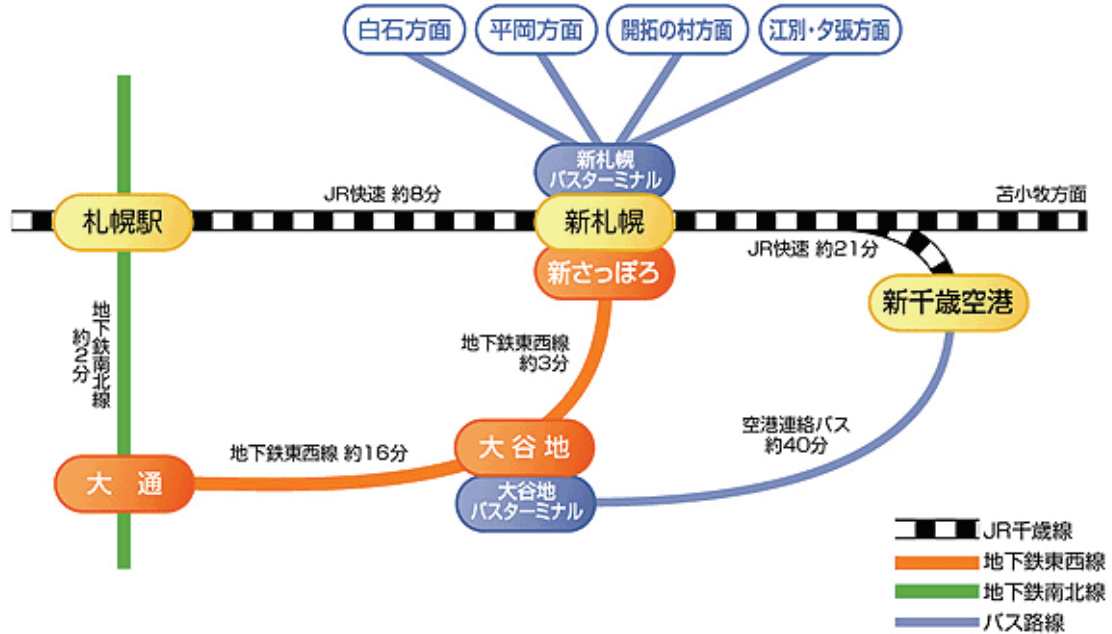 白石方面
平岡方面
開拓の村方面
江別・夕張方面
新札幌
バスターミナル
JR快速 約8分
苫小牧方面
札幌駅
新札幌
JR快速 約21分
新さっぽろ
新千歳空港
地下鉄南北線
約2分
地下鉄東西線
約3分
空港連絡バス
約40分
地下鉄東西線 約16分
大谷地
大通
大谷地
バスターミナル
JR千歳線
地下鉄東西線
地下鉄南北線
バス路線